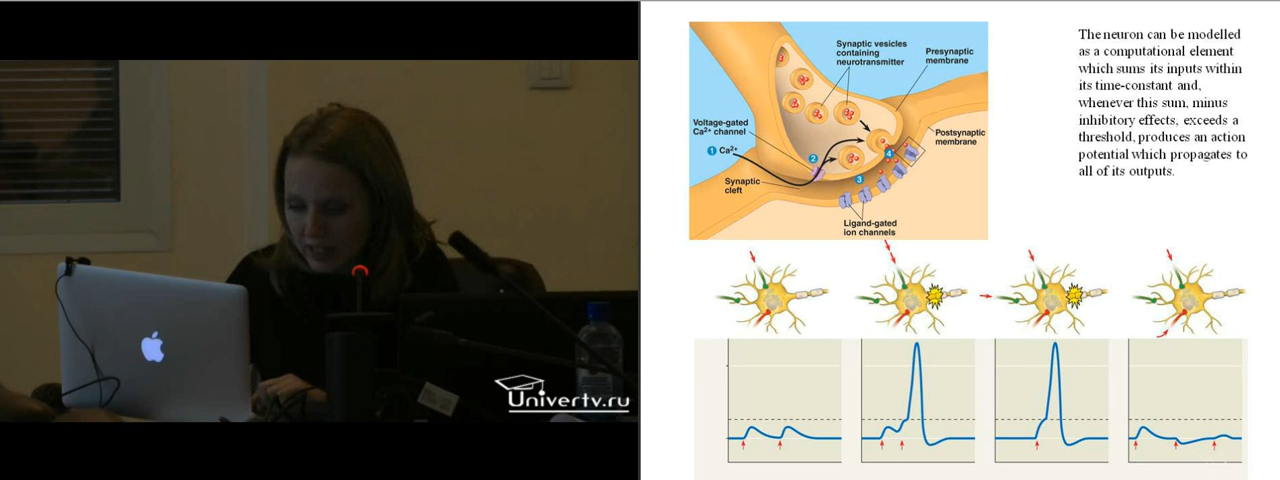 Univertv.ru
Synaptic vesicles
containing
neurotransmitter
Presynaptic
membrane
Voltage-gated
Ca2+ channel
1 Ca2+
2
3
4
Postsynaptic
membrane
Synaptic
cleft
Ligand-gated
ion channels
The neuron can be modelled
as a computational element
which sums its inputs within
its time-constant and,
whenever this sum, minus
inhibitory effects, exceeds a
threshold, produces an action
potential which propagates to
all of its outputs.